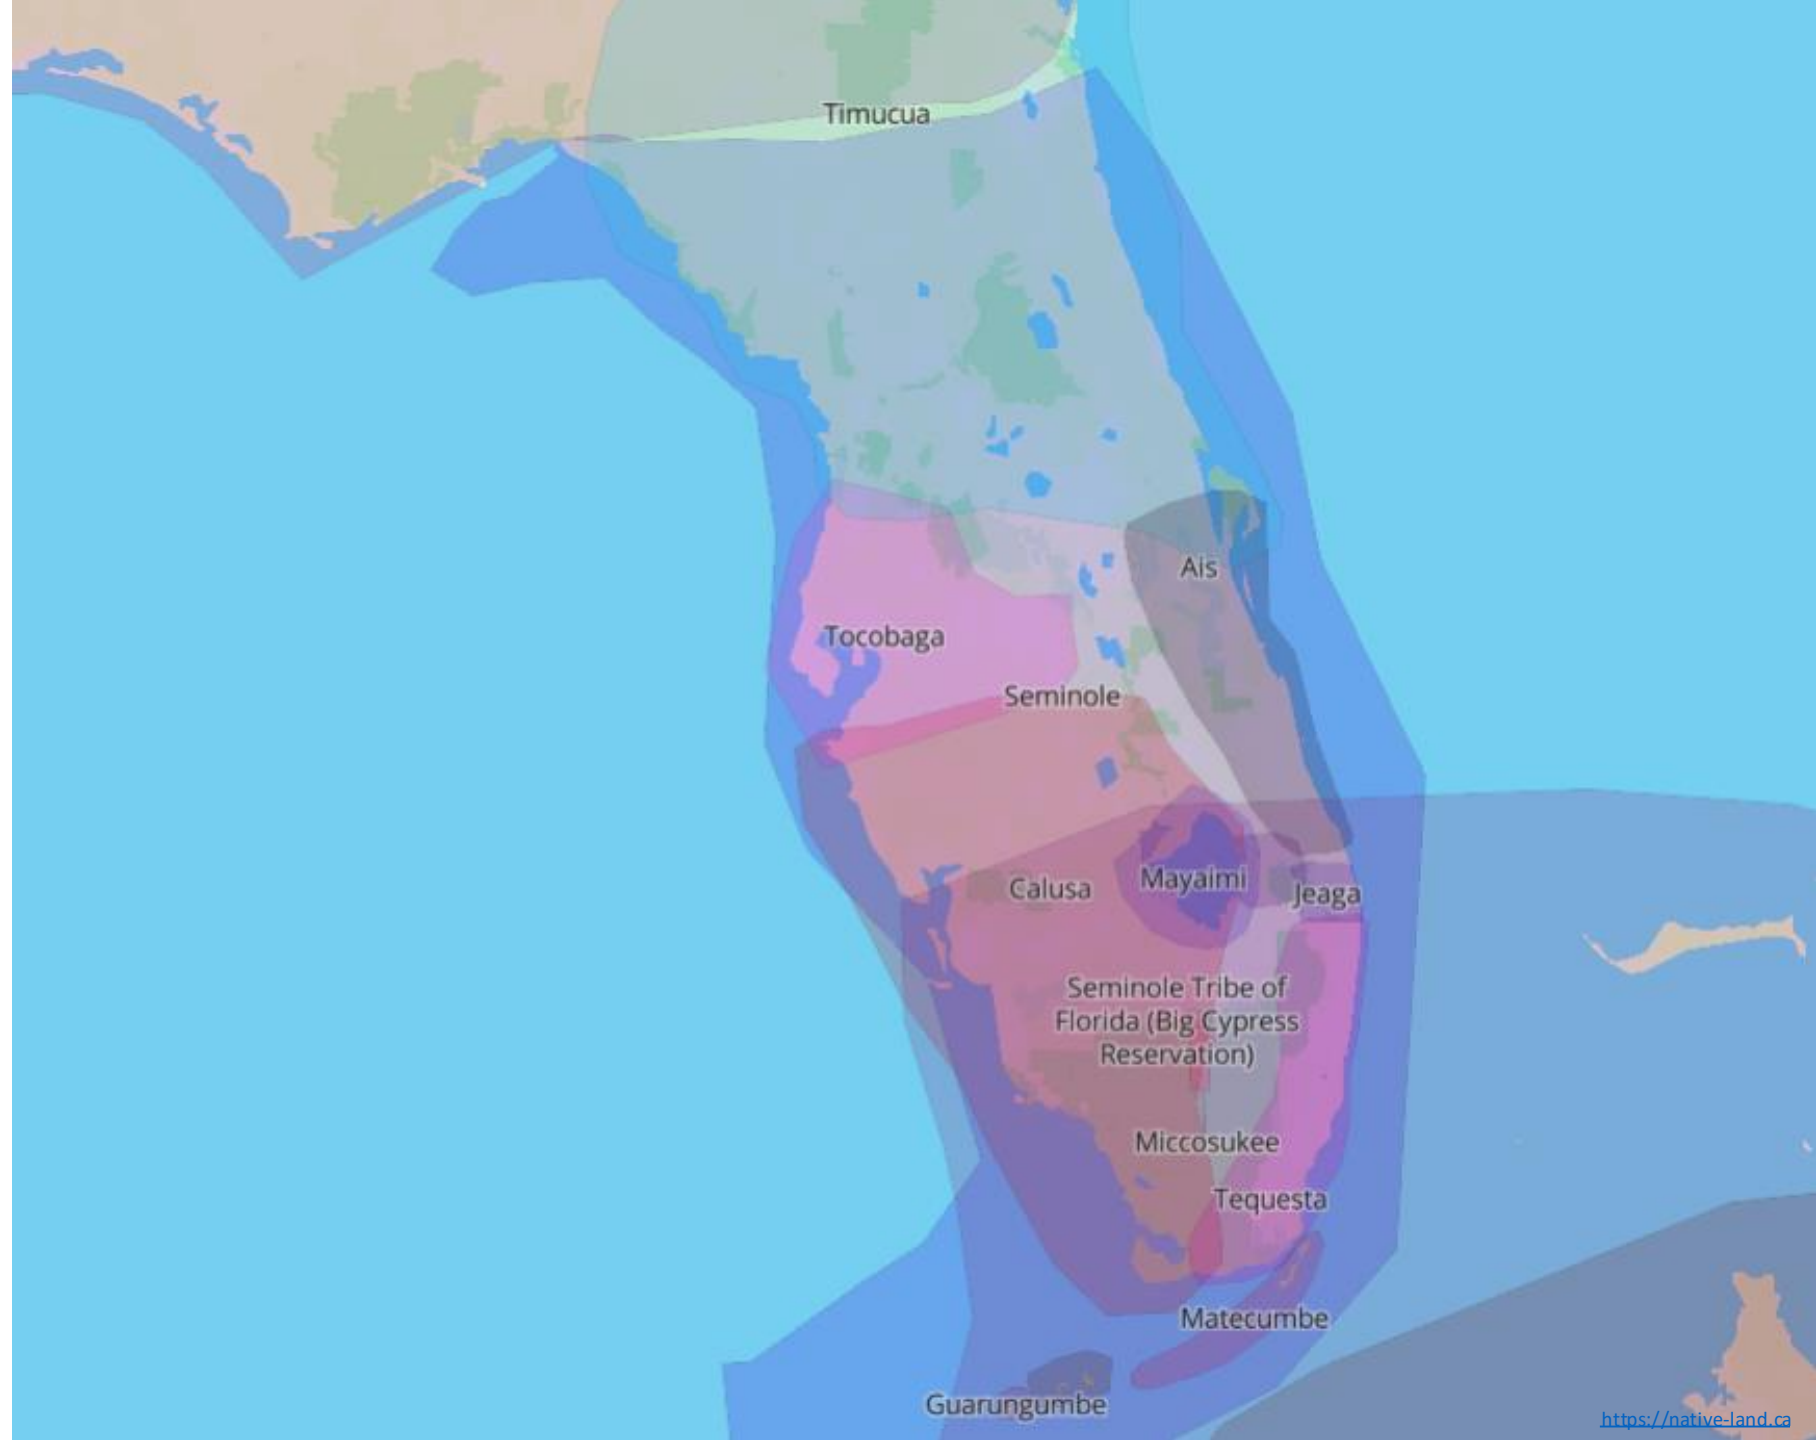 Timucua
Ais
Tocobaga
Seminole
Mayaimi
Calusa
Jeaga
Seminole Tribe of
Florida (Big Cypress
Reservation)
Miccosukee
Tequesta
Matecumbe
Guarungumbe
https://native-land.ca